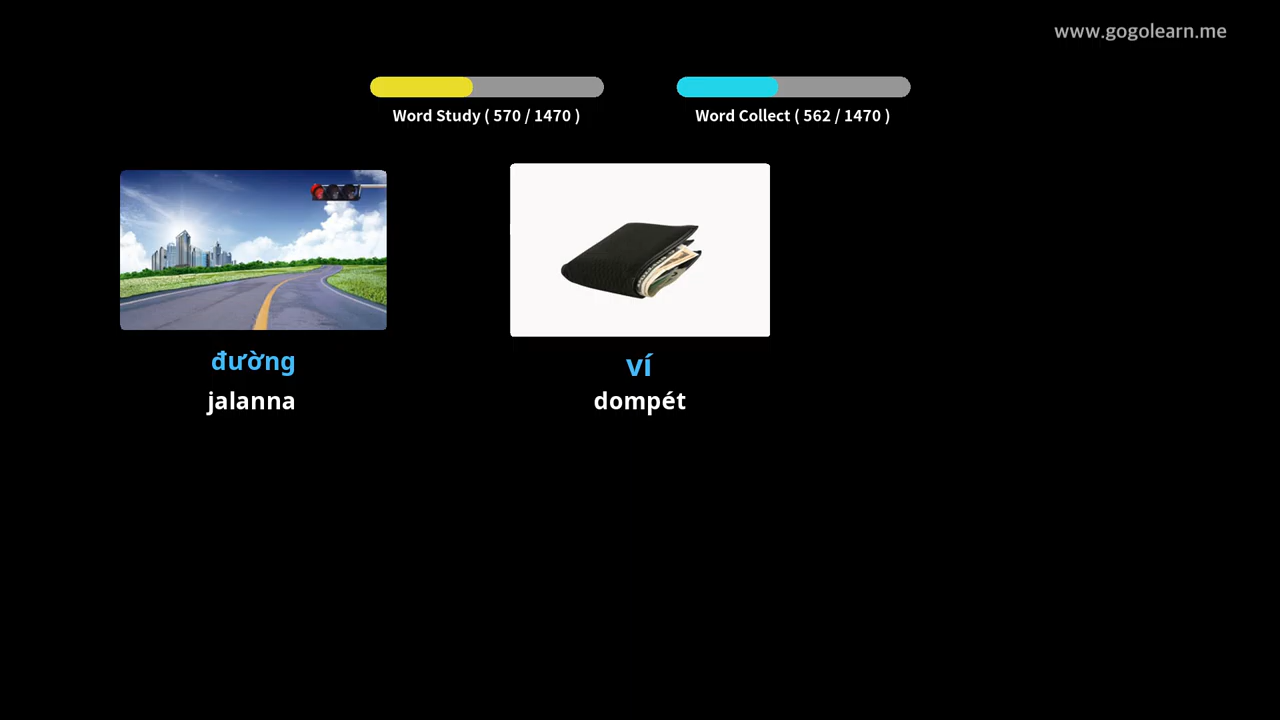 www.gogolearn.me
Word Study ( 570 / 1470 )
Word Collect ( 562 / 1470 )
đường
jalanna
ví
dompét